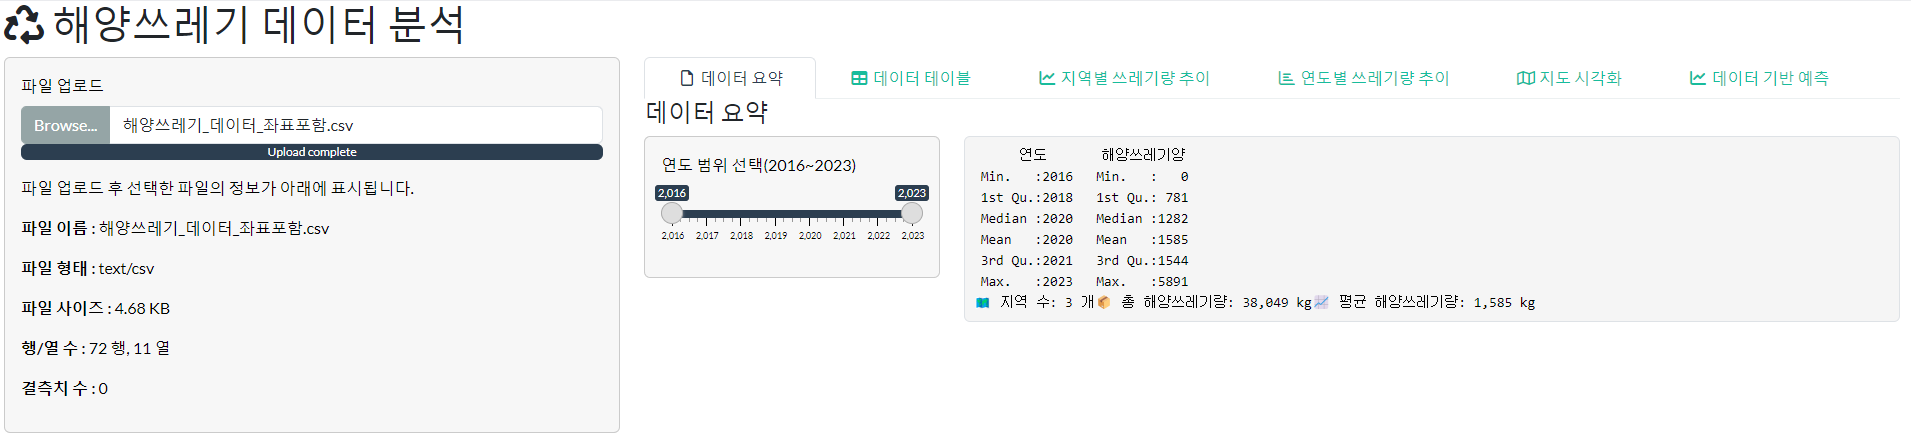 해양쓰레기 데이터 분석
파일 업로드
Browse... 해양쓰레기_데이터_좌표포함.csv
Upload complete
파일 업로드 후 선택한 파일의 정보가 아래에 표시됩니다.
파일 이름 : 해양쓰레기_데이터_좌표포함.csv
파일 형태 : text/csv
파일 사이즈 : 4.68 KB
행/열 수 : 72 행, 11 열
결측치 수 : 0
데이터 요약 데이터 테이블 지역별 쓰레기량 추이 연도별 쓰레기량 추이 지도 시각화 데이터 기반 예측
데이터 요약
연도 범위 선택(2016~2023)
2,016 2,023
2,016 2,017 2,018 2,019 2,020 2,021 2,022 2,023
연도 해양쓰레기양
Min. :2016 Min. : 0
1st Qu.:2018 1st Qu.: 781
Median :2020 Median :1282
Mean :2020 Mean :1585
3rd Qu.:2021 3rd Qu.:1544
Max. :2023 Max. :5891
지역 수: 3 개 총 해양쓰레기량: 38,049 kg 평균 해양쓰레기량: 1,585 kg